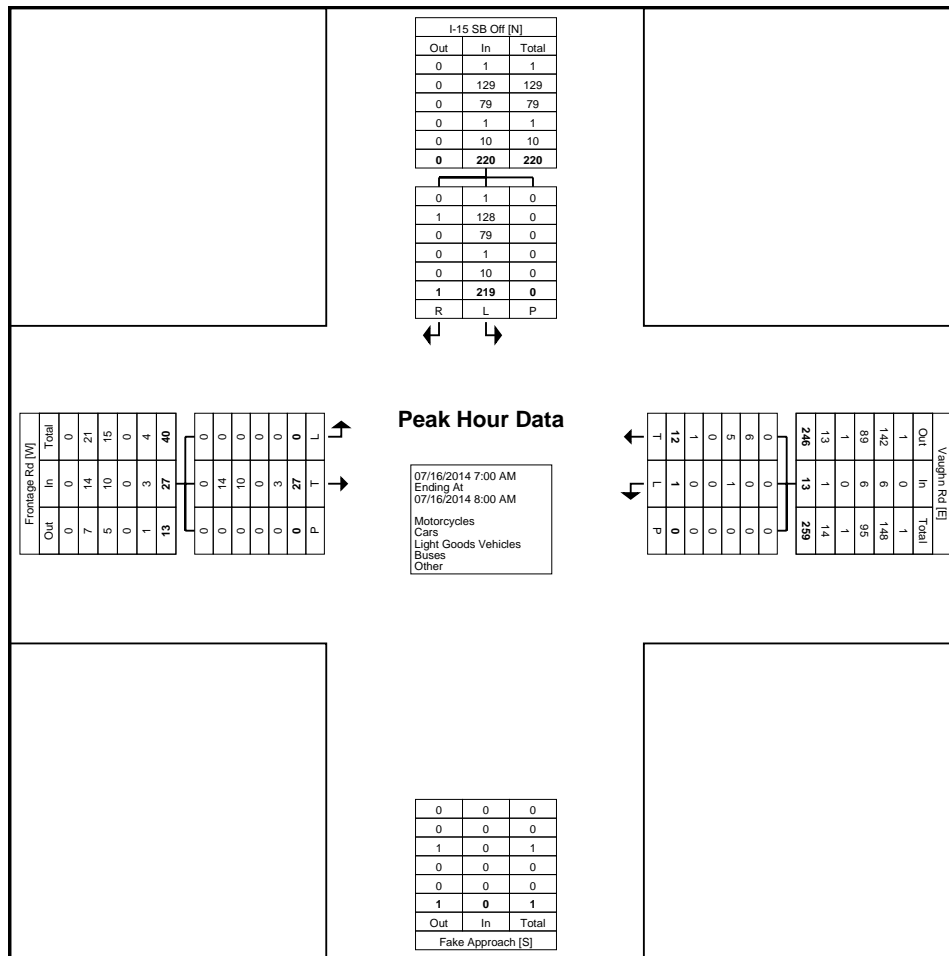 I-15 SB Off [N]
Out In Total
0 1 1
0 129 129
0 79 79
0 1 1
0 10 10
0 220 220
0 1 0
1 128 0
0 79 0
0 1 0
0 10 0
1 219 0
R L P
Frontage Rd [W]
Out In Total
0 0 0
7 14 21
5 10 15
0 0 0
1 3 4
13 27 40
0 0 0
0 14 0
0 10 0
0 0 0
0 3 0
0 27 0
P T L
Peak Hour Data
07/16/2014 7:00 AM
Ending At
07/16/2014 8:00 AM
Motorcycles
Cars
Light Goods Vehicles
Buses
Other
Vaughn Rd [E]
Out In Total
1 0 1
142 6 148
89 6 95
1 0 1
13 1 14
246 13 259
0 0 0
6 0 0
5 1 0
0 0 0
1 0 0
12 1 0
T L P
0 0 0
0 0 0
1 0 1
0 0 0
0 0 0
1 0 1
Out In Total
Fake Approach [S]